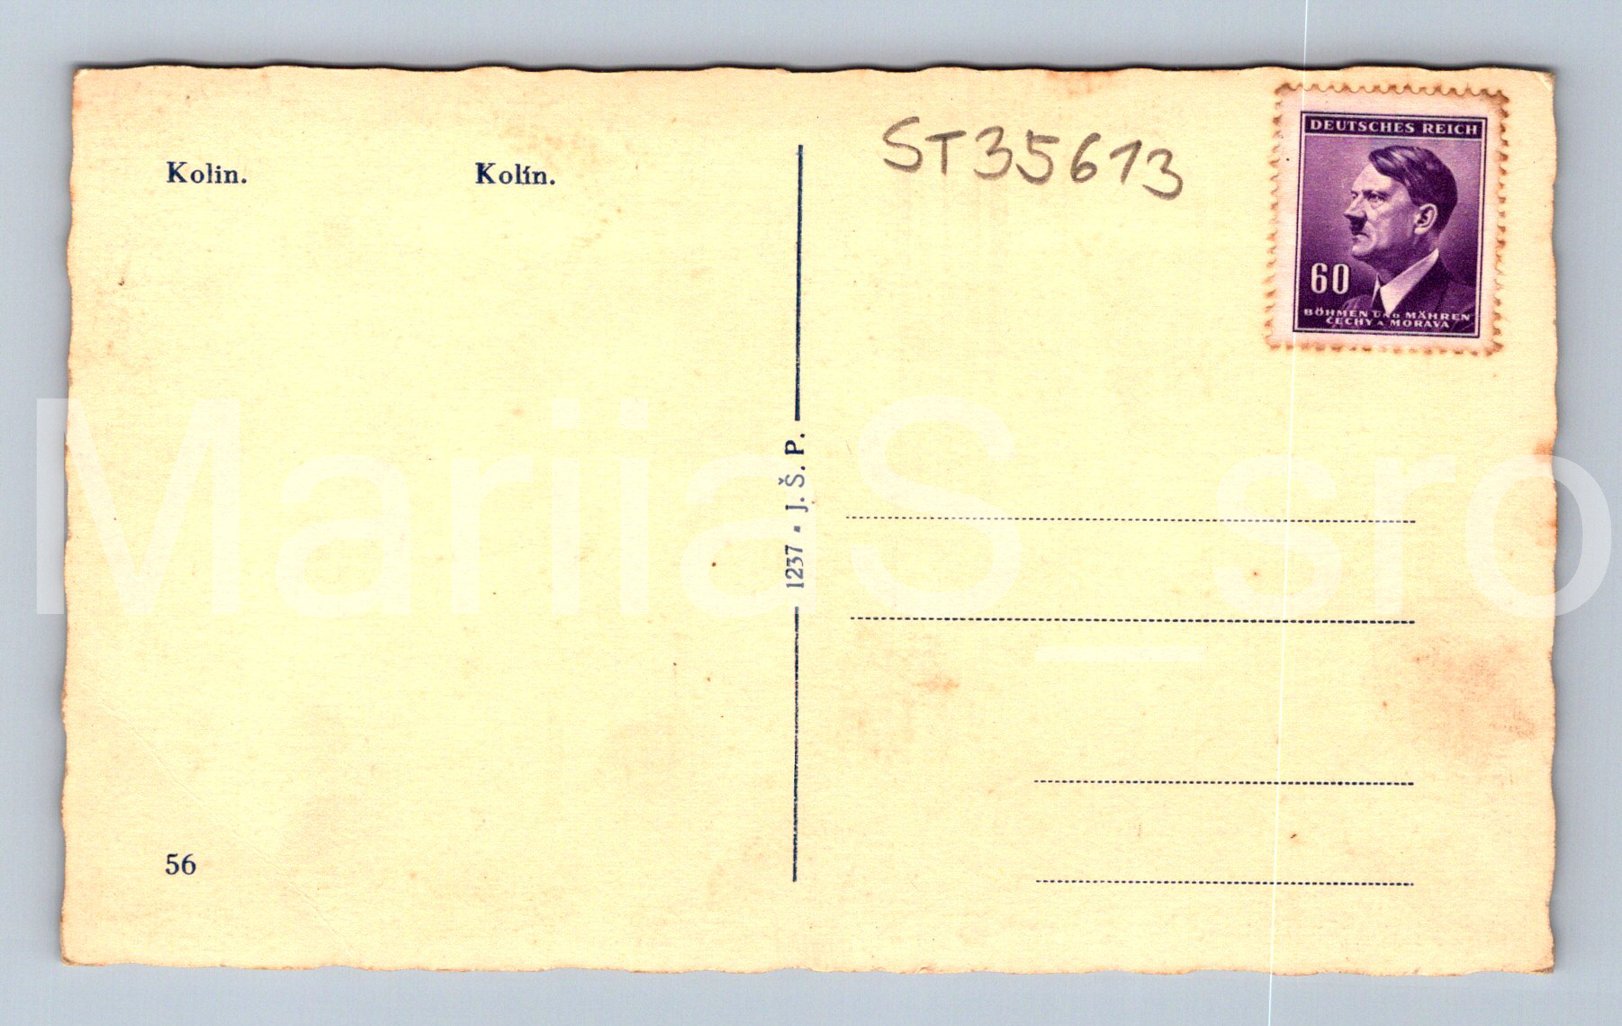 Kolin. Kolín.
ST35613
DEUTSCHES REICH
60
BÖHMEN UND MÄHREN
ČECHY A MORAVA
1237 - J. Š. P.
56
MariiaS_sro